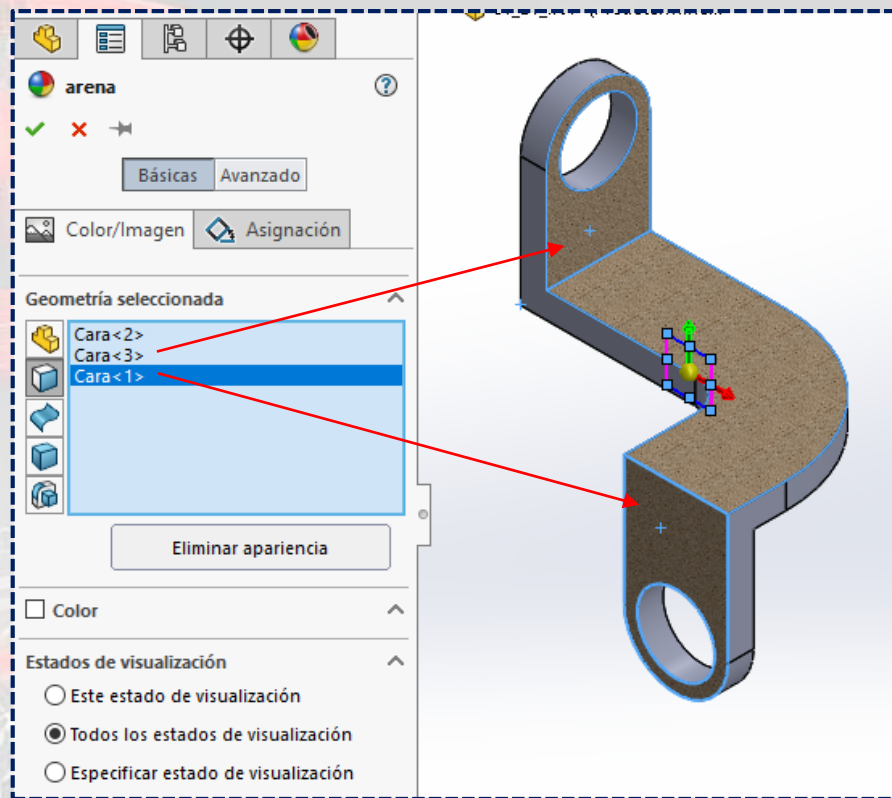 arena
Básicas Avanzado
Color/Imagen Asignación
Geometría seleccionada
Cara<2>
Cara<3>
Cara<1>
Eliminar apariencia
Color
Estados de visualización
Este estado de visualización
Todos los estados de visualización
Especificar estado de visualización